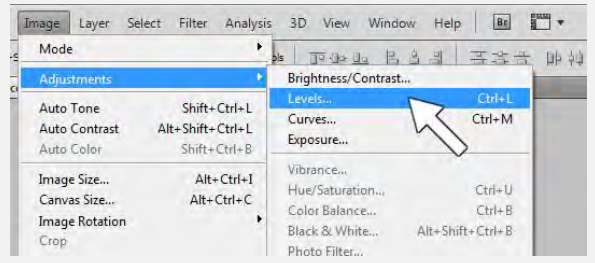 Image Layer Select Filter Analysis 3D View Window Help Br
Mode
Adjustments
Auto Tone Shift+Ctrl+L
Auto Contrast Alt+Shift+Ctrl+L
Auto Color Shift+Ctrl+B
Image Size... Alt+Ctrl+I
Canvas Size... Alt+Ctrl+C
Image Rotation
Crop
Brightness/Contrast...
Levels... Ctrl+L
Curves... Ctrl+M
Exposure...
Vibrance...
Hue/Saturation... Ctrl+U
Color Balance... Ctrl+B
Black & White... Alt+Shift+Ctrl+B
Photo Filter...